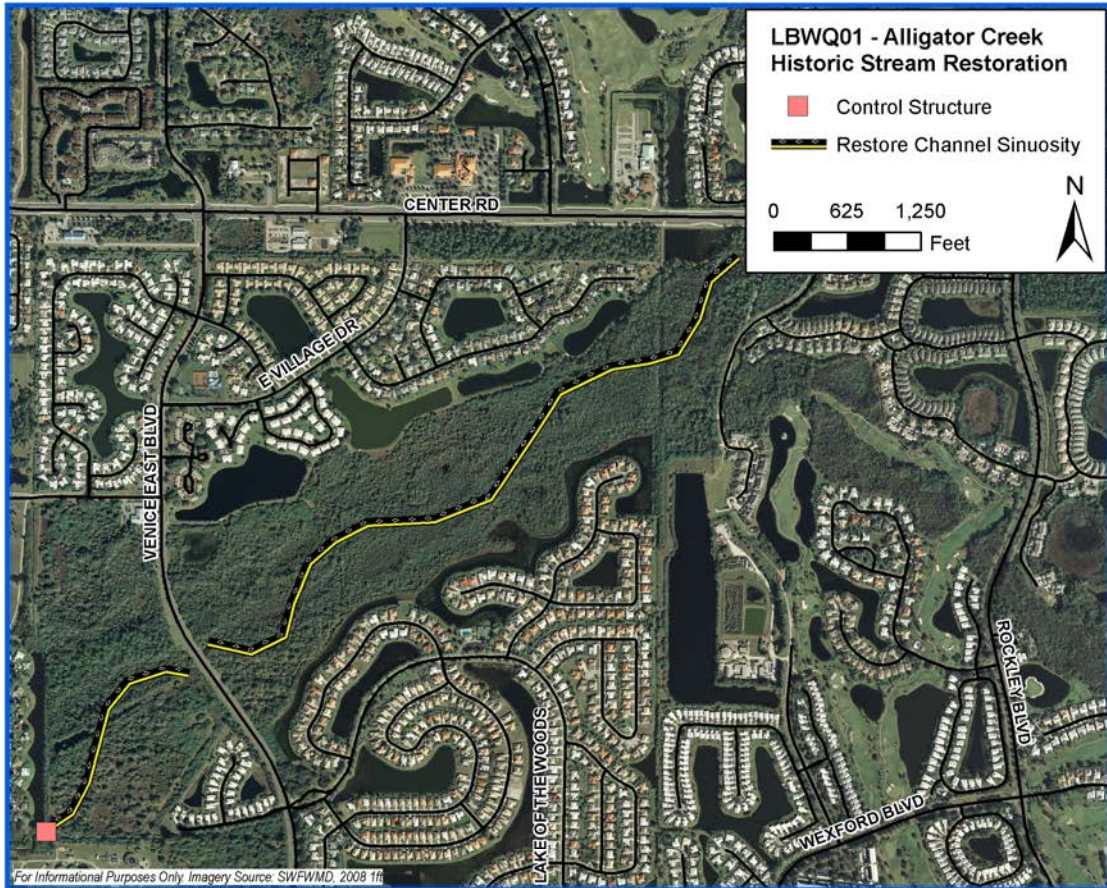 LBWQ01 - Alligator Creek
Historic Stream Restoration
Control Structure
Restore Channel Sinuosity
N
0 625 1,250
Feet
CENTER RD
E VILLAGE DR
VENICE EAST BLVD
LAKE OF THE WOODS
ROCKLEY BLVD
WEXFORD BLVD
For Informational Purposes Only. Imagery Source: SWFWMD, 2008 1ft